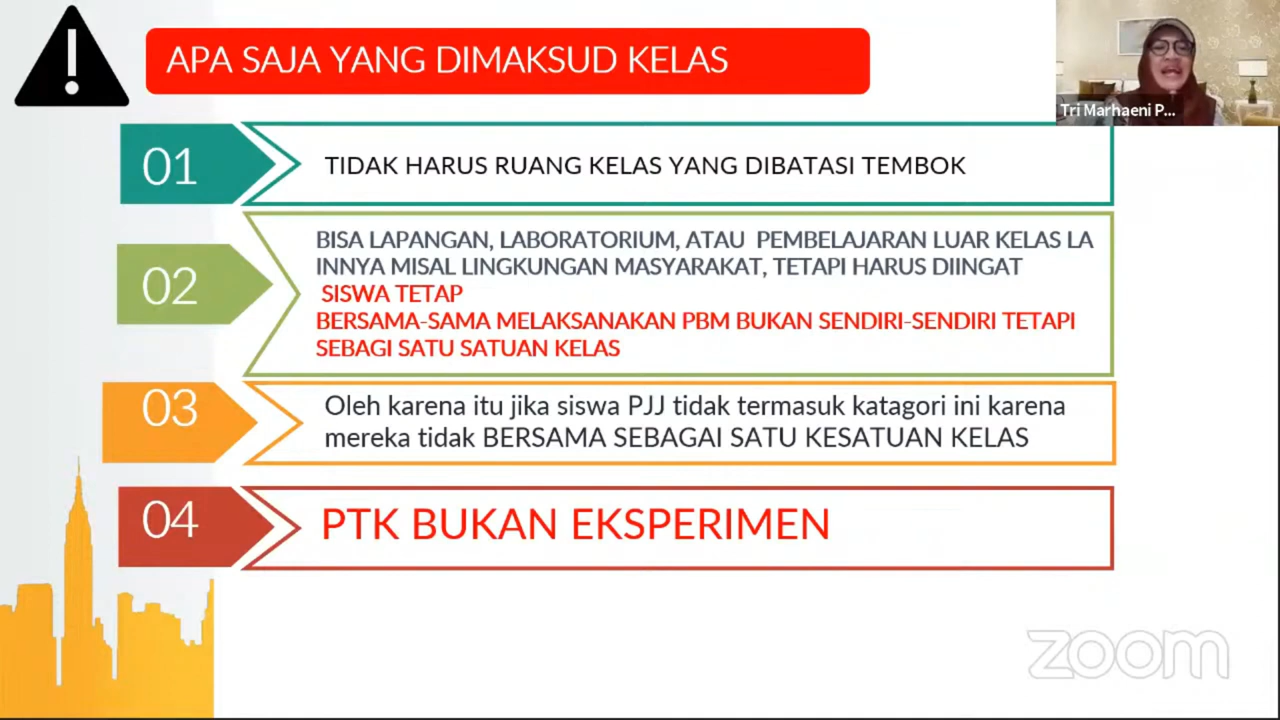 APA SAJA YANG DIMAKSUD KELAS
Tri Marhaeni P...
01
TIDAK HARUS RUANG KELAS YANG DIBATASI TEMBOK
02
BISA LAPANGAN, LABORATORIUM, ATAU PEMBELAJARAN LUAR KELAS LA
INNYA MISAL LINGKUNGAN MASYARAKAT, TETAPI HARUS DIINGAT
SISWA TETAP
BERSAMA-SAMA MELAKSANAKAN PBM BUKAN SENDIRI-SENDIRI TETAPI
SEBAGI SATU SATUAN KELAS
03
Oleh karena itu jika siswa PJJ tidak termasuk katagori ini karena
mereka tidak BERSAMA SEBAGAI SATU KESATUAN KELAS
04
PTK BUKAN EKSPERIMEN
zoom